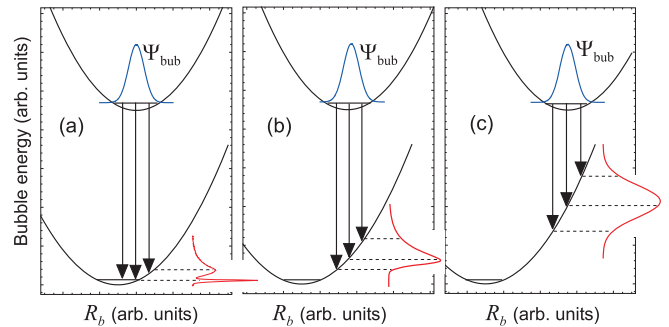 Bubble energy (arb. units)
Ψbub
(a)
Ψbub
(b)
Ψbub
(c)
Rb (arb. units)
Rb (arb. units)
Rb (arb. units)